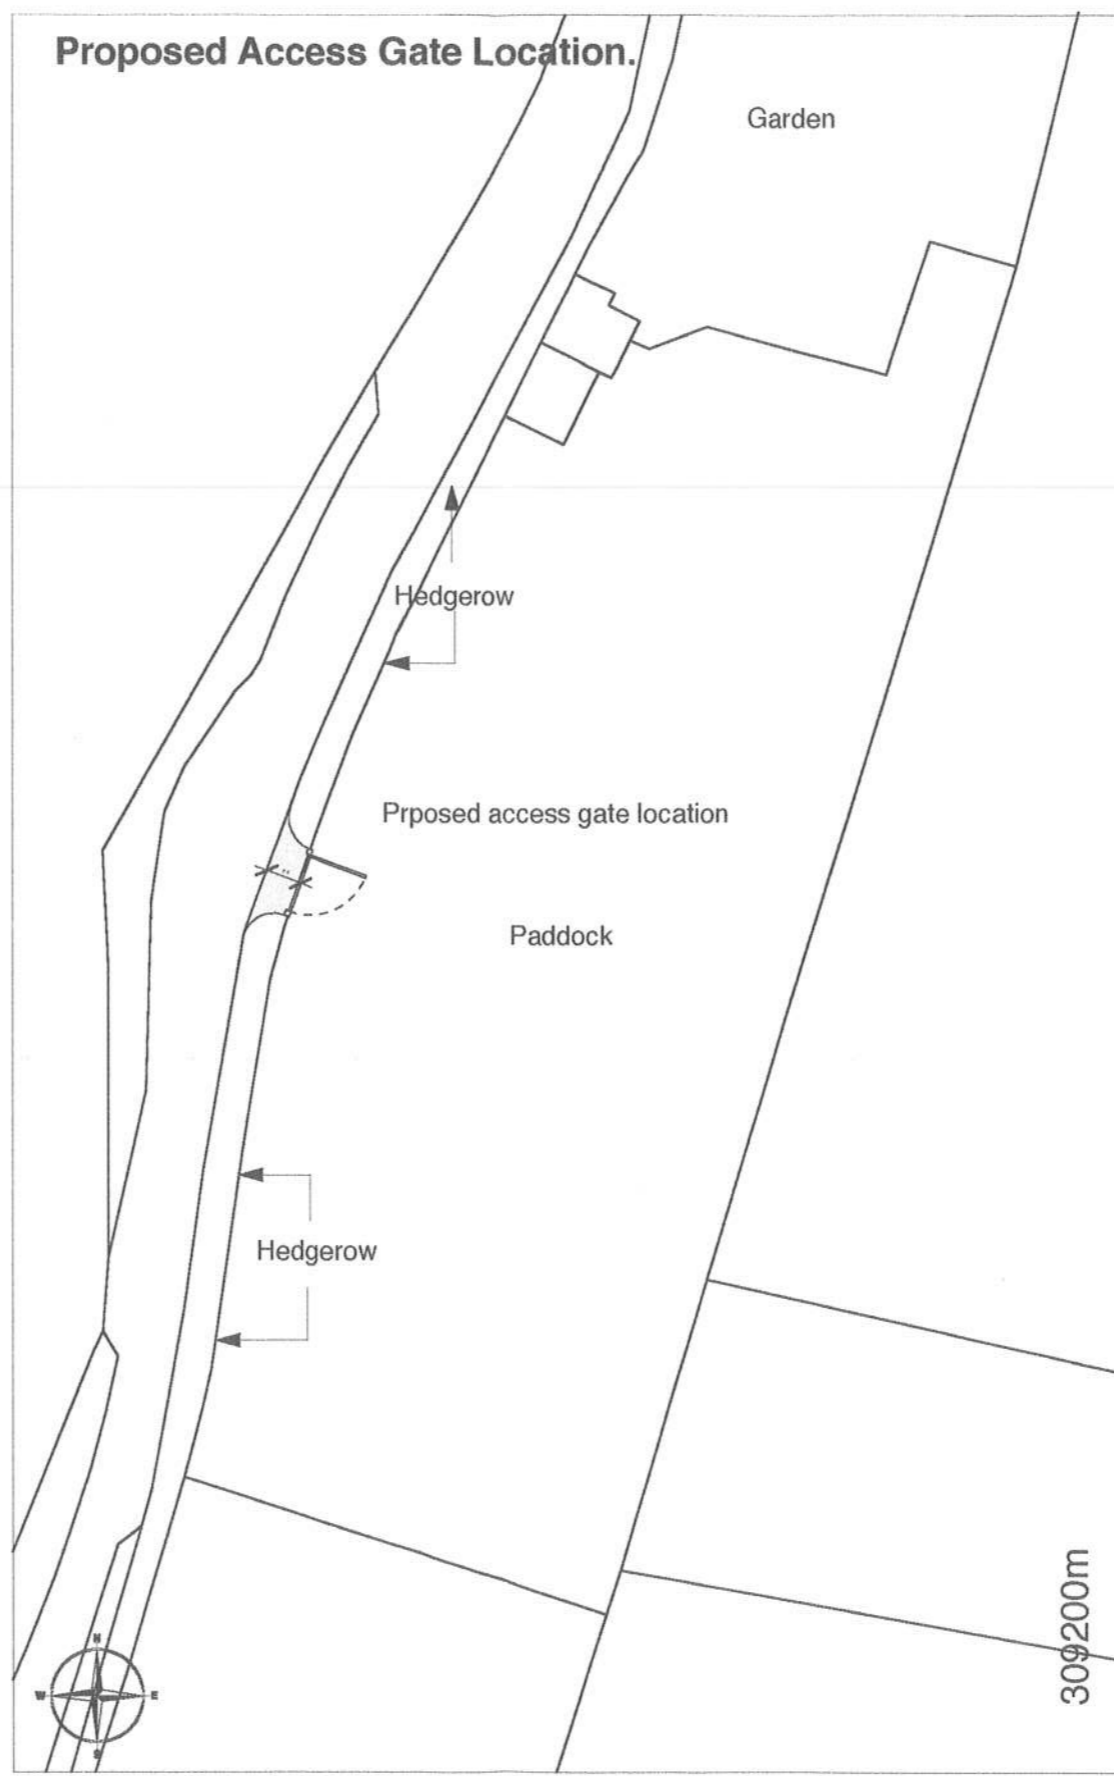 Proposed Access Gate Location.
Garden
Hedgerow
Prposed access gate location
Paddock
Hedgerow
309200m
N
W E
S